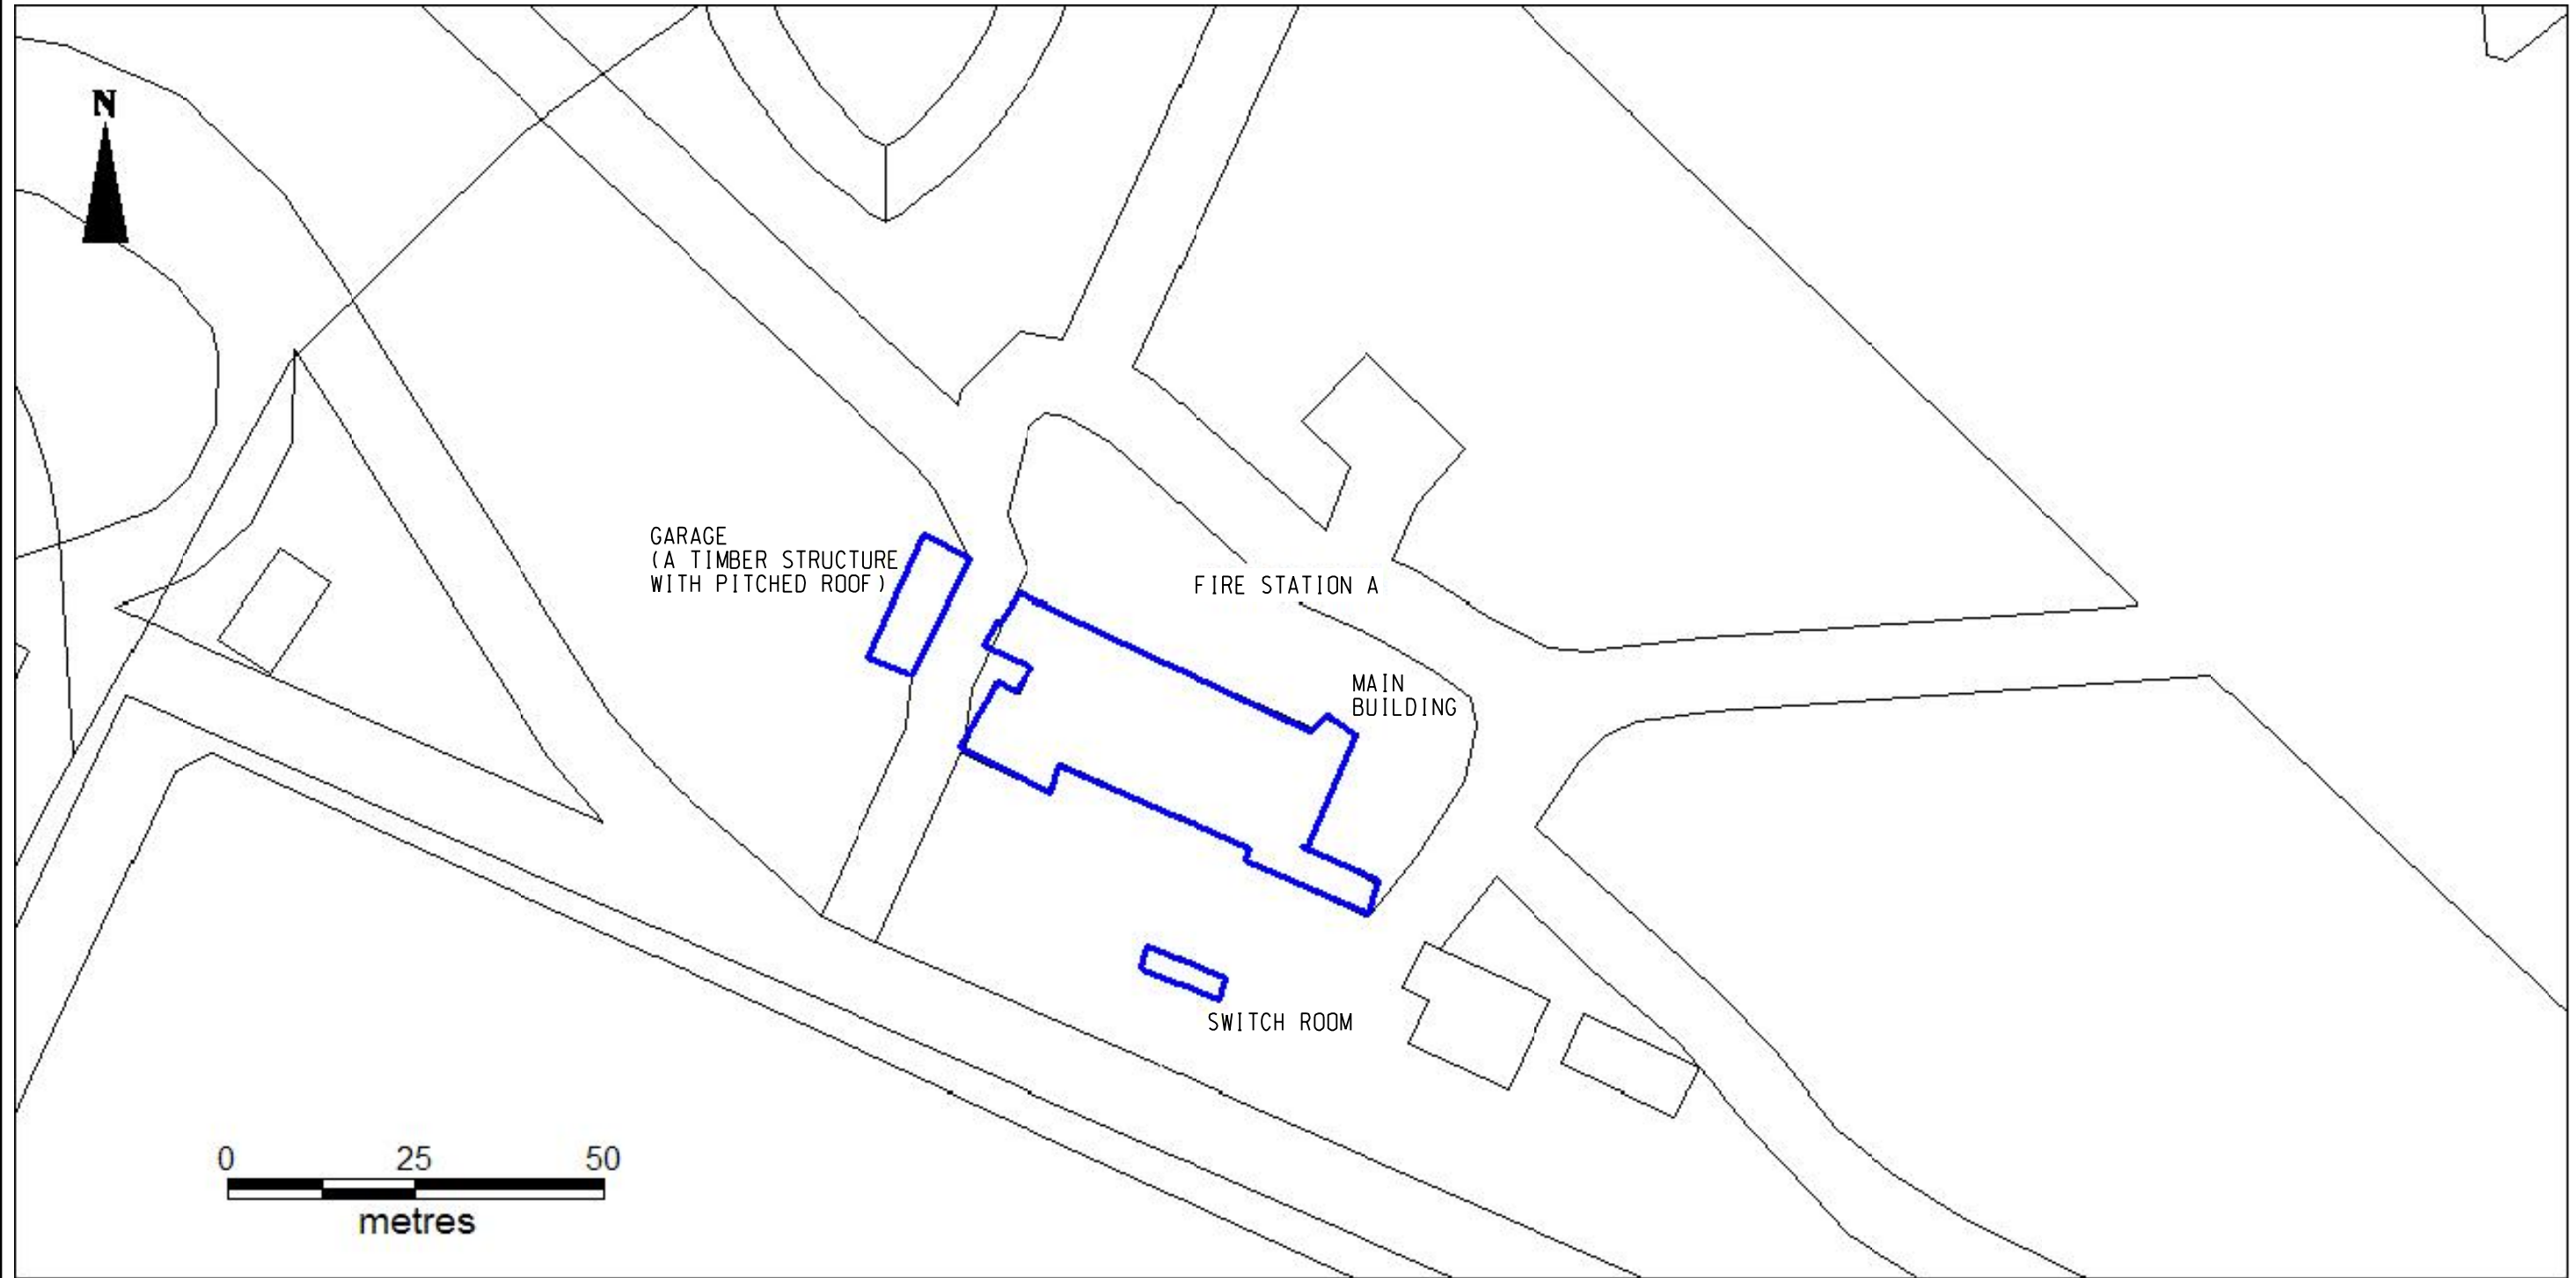 N
GARAGE
(A TIMBER STRUCTURE
WITH PITCHED ROOF)
FIRE STATION A
MAIN
BUILDING
SWITCH ROOM
0 25 50
metres